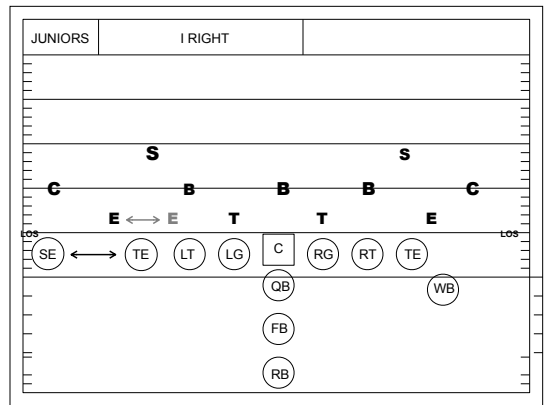 JUNIORS I RIGHT
S S
C B B B C
E E T T E
LOS LOS
SE TE LT LG C RG RT TE
QB WB
FB
RB